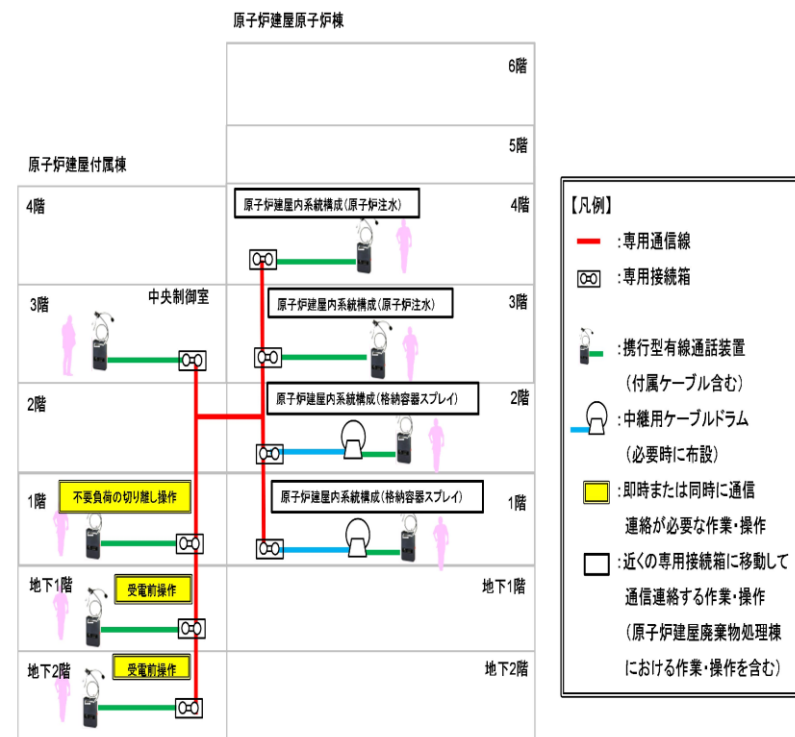 原子炉建屋原子炉棟
6階
5階
原子炉建屋付属棟
4階
原子炉建屋内系統構成(原子炉注水)
4階
3階
中央制御室
原子炉建屋内系統構成(原子炉注水)
3階
2階
原子炉建屋内系統構成(格納容器スプレイ)
2階
1階
不要負荷の切り離し操作
原子炉建屋内系統構成(格納容器スプレイ)
1階
地下1階
受電前操作
地下1階
地下2階
受電前操作
地下2階
【凡例】
:専用通信線
:専用接続箱
:携行型有線通話装置
(付属ケーブル含む)
:中継用ケーブルドラム
(必要時に布設)
:即時または同時に通信
連絡が必要な作業・操作
:近くの専用接続箱に移動して
通信連絡する作業・操作
(原子炉建屋廃棄物処理棟
における作業・操作を含む)